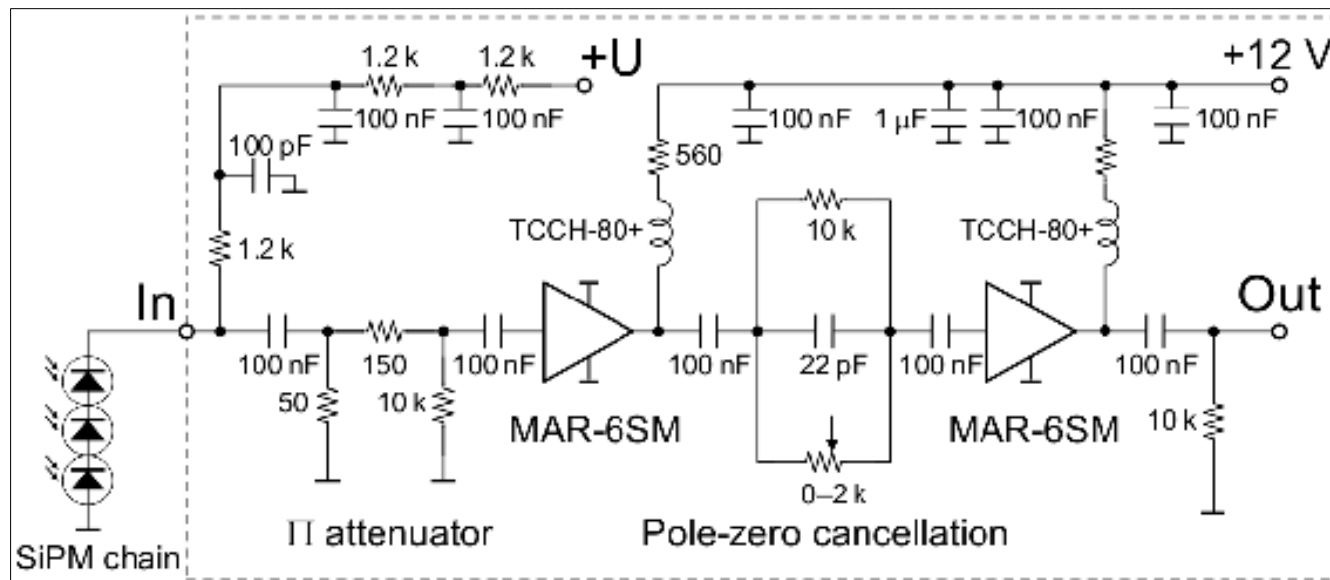 1.2 k 1.2 k +U +12 V
100 nF 100 nF 100 nF 1 µF 100 nF 100 nF
100 pF
560
TCCH-80+ 10 k TCCH-80+
1.2 k
In Out
100 nF 150 100 nF 100 nF 22 pF 100 nF 100 nF
50 10 k 10 k
MAR-6SM MAR-6SM
0–2 k
Π attenuator Pole-zero cancellation
SiPM chain